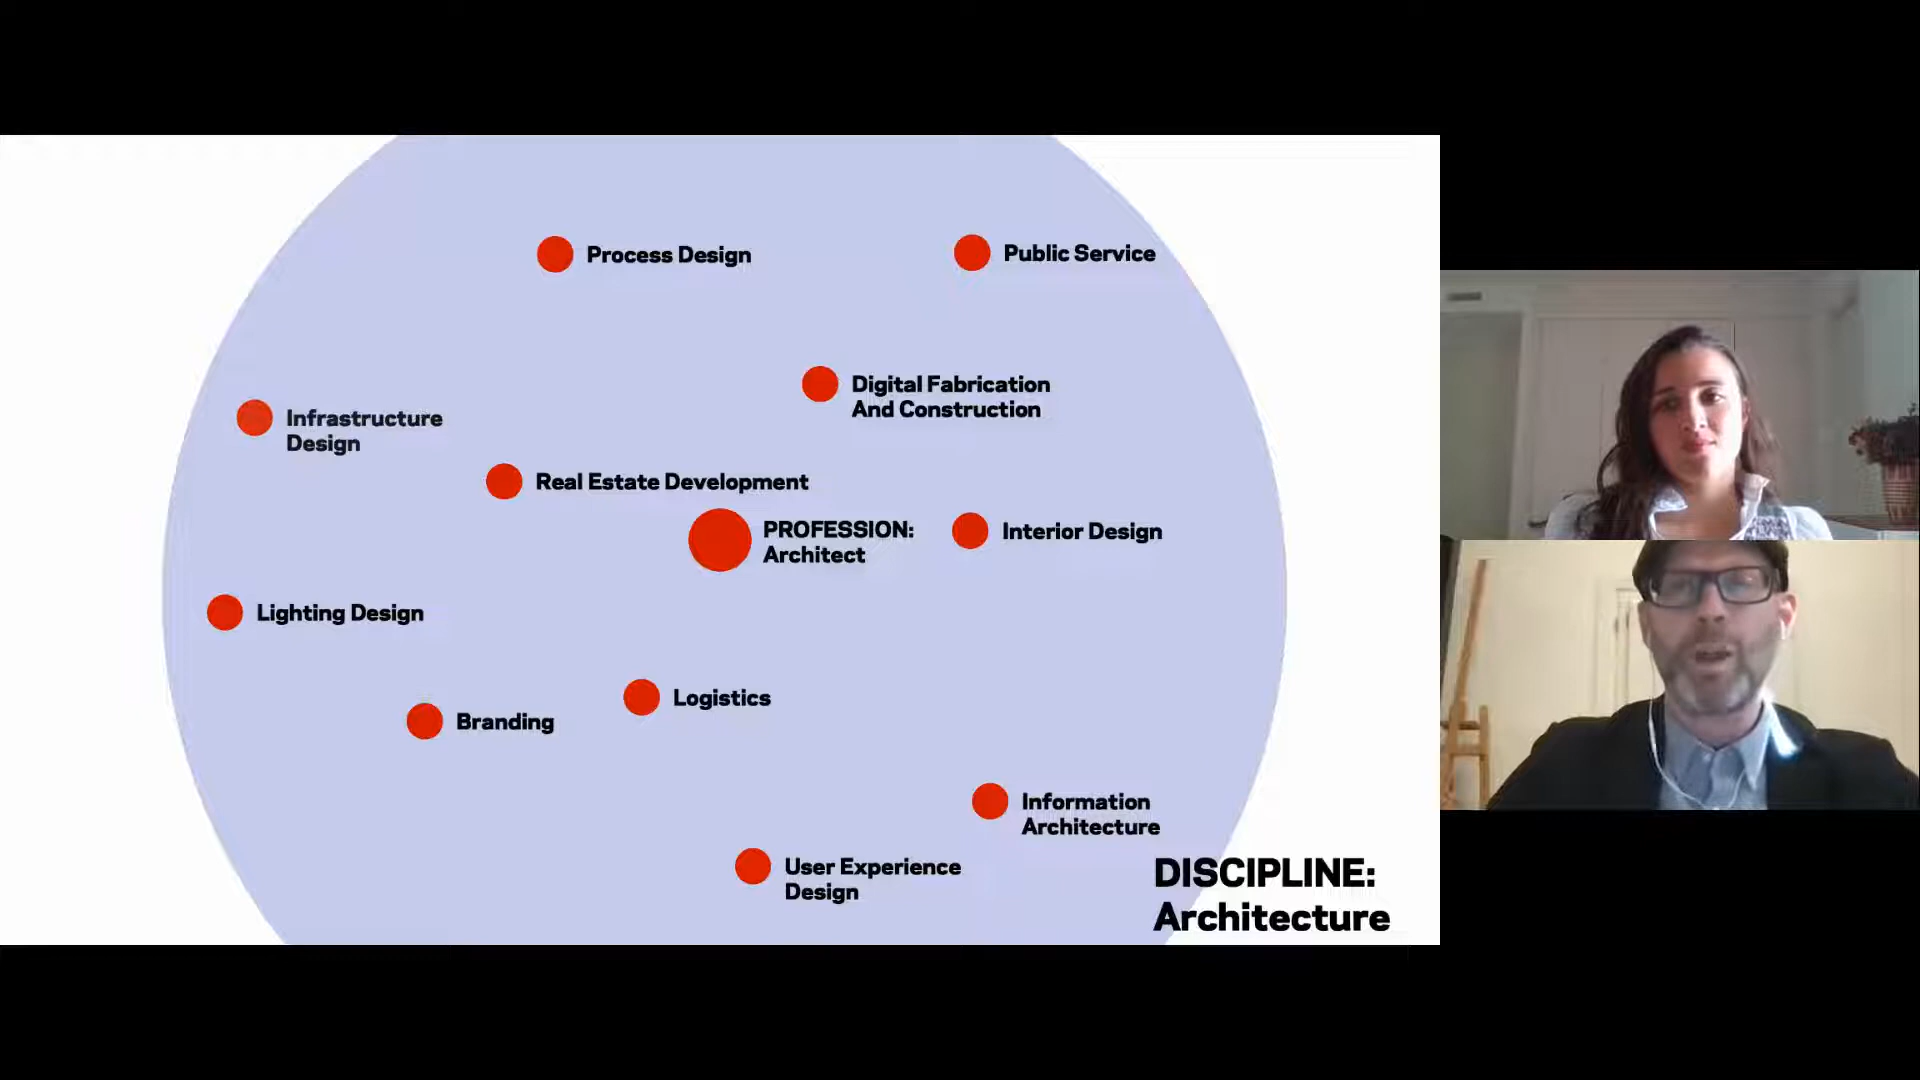 Process Design
Public Service
Digital Fabrication
And Construction
Infrastructure
Design
Real Estate Development
PROFESSION:
Architect
Interior Design
Lighting Design
Logistics
Branding
Information
Architecture
User Experience
Design
DISCIPLINE:
Architecture